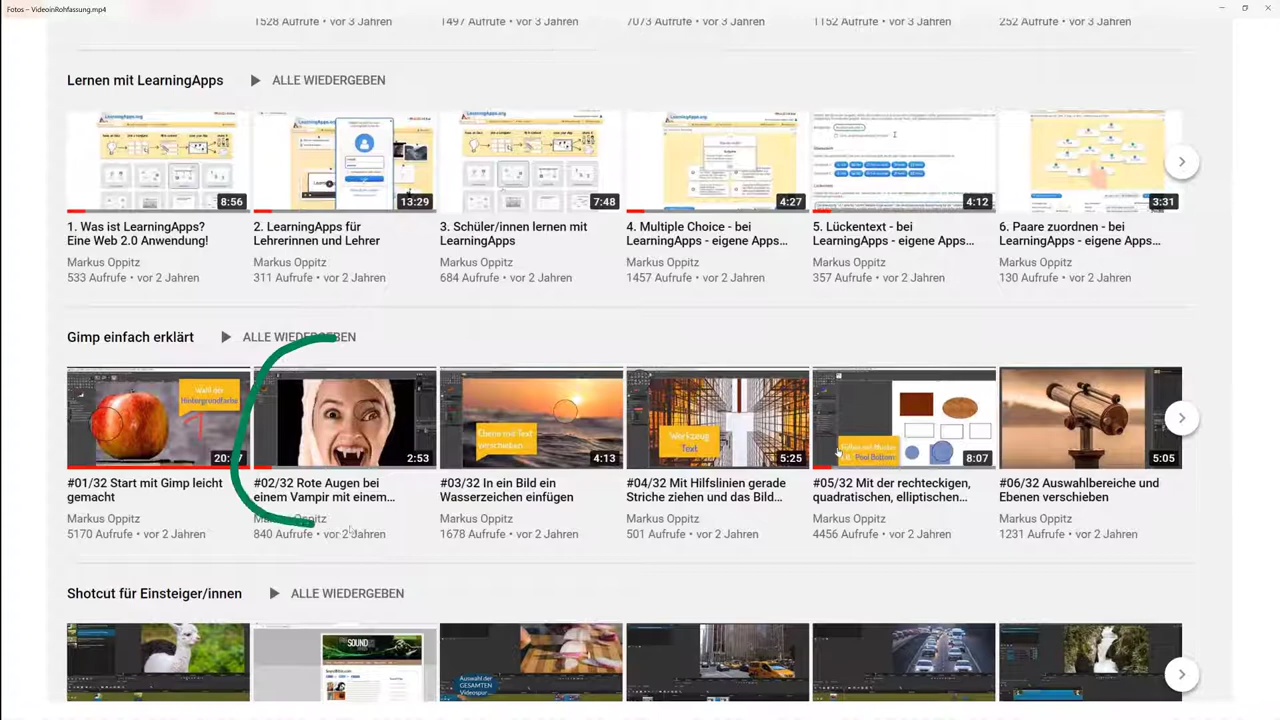 Fotos – VideoinRohfassung.mp4
1528 Aufrufe • vor 3 Jahren
1497 Aufrufe • vor 3 Jahren
7073 Aufrufe • vor 3 Jahren
1152 Aufrufe • vor 3 Jahren
252 Aufrufe • vor 3 Jahren
Lernen mit LearningApps
ALLE WIEDERGEBEN
8:56
13:29
7:48
4:27
4:12
3:31
1. Was ist LearningApps?
Eine Web 2.0 Anwendung!
Markus Oppitz
533 Aufrufe • vor 2 Jahren
2. LearningApps für
Lehrerinnen und Lehrer
Markus Oppitz
311 Aufrufe • vor 2 Jahren
3. Schüler/innen lernen mit
LearningApps
Markus Oppitz
684 Aufrufe • vor 2 Jahren
4. Multiple Choice - bei
LearningApps - eigene Apps...
Markus Oppitz
1457 Aufrufe • vor 2 Jahren
5. Lückentext - bei
LearningApps - eigene Apps...
Markus Oppitz
357 Aufrufe • vor 2 Jahren
6. Paare zuordnen - bei
LearningApps - eigene Apps...
Markus Oppitz
130 Aufrufe • vor 2 Jahren
Gimp einfach erklärt
ALLE WIEDERGEBEN
Wahl der
Hintergrundfarbe
2:53
Ebene mit Text
verschieben
4:13
Werkzeug
Text
5:25
8:07
5:05
#01/32 Start mit Gimp leicht
gemacht
Markus Oppitz
5170 Aufrufe • vor 2 Jahren
#02/32 Rote Augen bei
einem Vampir mit einem...
Markus Oppitz
840 Aufrufe • vor 2 Jahren
#03/32 In ein Bild ein
Wasserzeichen einfügen
Markus Oppitz
1678 Aufrufe • vor 2 Jahren
#04/32 Mit Hilfslinien gerade
Striche ziehen und das Bild...
Markus Oppitz
501 Aufrufe • vor 2 Jahren
#05/32 Mit der rechteckigen,
quadratischen, elliptischen...
Markus Oppitz
4456 Aufrufe • vor 2 Jahren
#06/32 Auswahlbereiche und
Ebenen verschieben
Markus Oppitz
1231 Aufrufe • vor 2 Jahren
Shotcut für Einsteiger/innen
ALLE WIEDERGEBEN
SOUND
Auswahl der
GESAMTEN
Videospur...